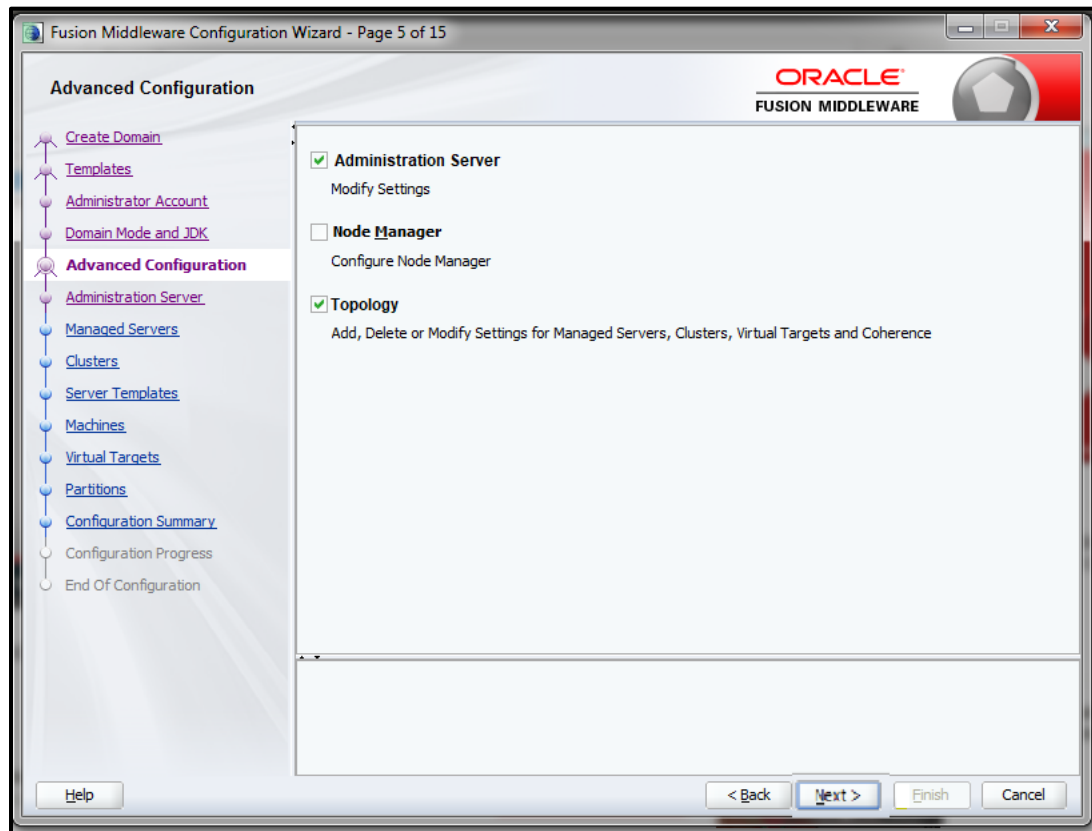 Fusion Middleware Configuration Wizard - Page 5 of 15
Advanced Configuration
ORACLE
FUSION MIDDLEWARE
Create Domain
Templates
Administrator Account
Domain Mode and JDK
Advanced Configuration
Administration Server
Managed Servers
Clusters
Server Templates
Machines
Virtual Targets
Partitions
Configuration Summary
Configuration Progress
End Of Configuration
Administration Server
Modify Settings
Node Manager
Configure Node Manager
Topology
Add, Delete or Modify Settings for Managed Servers, Clusters, Virtual Targets and Coherence
Help
< Back
Next >
Finish
Cancel